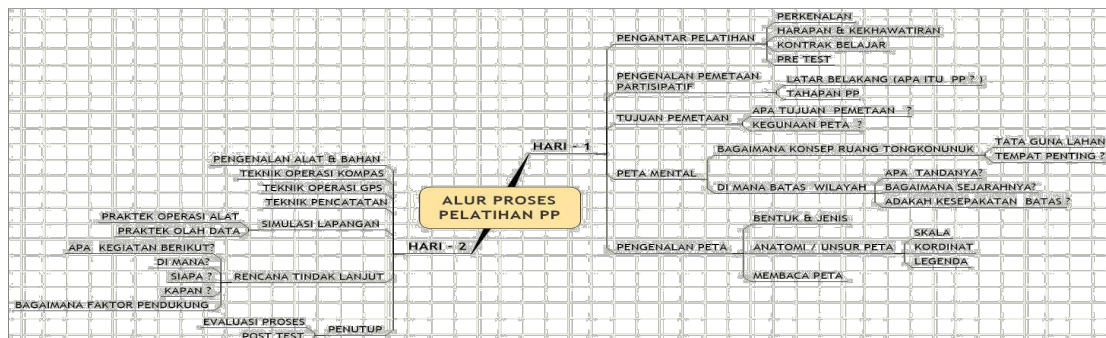 ALUR PROSES
PELATIHAN PP
HARI - 1
PENGANTAR PELATIHAN
PERKENALAN
HARAPAN & KEKHAWATIRAN
KONTRAK BELAJAR
PRE TEST
PENGENALAN PEMETAAN
PARTISIPATIF
LATAR BELAKANG (APA ITU PP ? )
TAHAPAN PP
TUJUAN PEMETAAN
APA TUJUAN PEMETAAN ?
KEGUNAAN PETA ?
PETA MENTAL
BAGAIMANA KONSEP RUANG TONGKONUNUK
TATA GUNA LAHAN
TEMPAT PENTING ?
DI MANA BATAS WILAYAH
APA TANDANYA?
BAGAIMANA SEJARAHNYA?
ADAKAH KESEPAKATAN BATAS ?
PENGENALAN PETA
BENTUK & JENIS
ANATOMI / UNSUR PETA
SKALA
KORDINAT
LEGENDA
MEMBACA PETA
HARI - 2
PENGENALAN ALAT & BAHAN
TEKNIK OPERASI KOMPAS
TEKNIK OPERASI GPS
TEKNIK PENCATATAN
SIMULASI LAPANGAN
PRAKTEK OPERASI ALAT
PRAKTEK OLAH DATA
RENCANA TINDAK LANJUT
APA KEGIATAN BERIKUT?
DI MANA?
SIAPA ?
KAPAN ?
BAGAIMANA FAKTOR PENDUKUNG
PENUTUP
EVALUASI PROSES
POST TEST